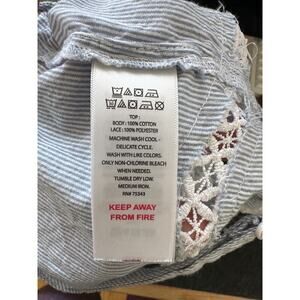 TOP :
BODY : 100% COTTON
LACE : 100% POLYESTER
MACHINE WASH COOL -
DELICATE CYCLE.
WASH WITH LIKE COLORS.
ONLY NON-CHLORINE BLEACH
WHEN NEEDED.
TUMBLE DRY LOW.
MEDIUM IRON.
RN# 75343
KEEP AWAY
FROM FIRE